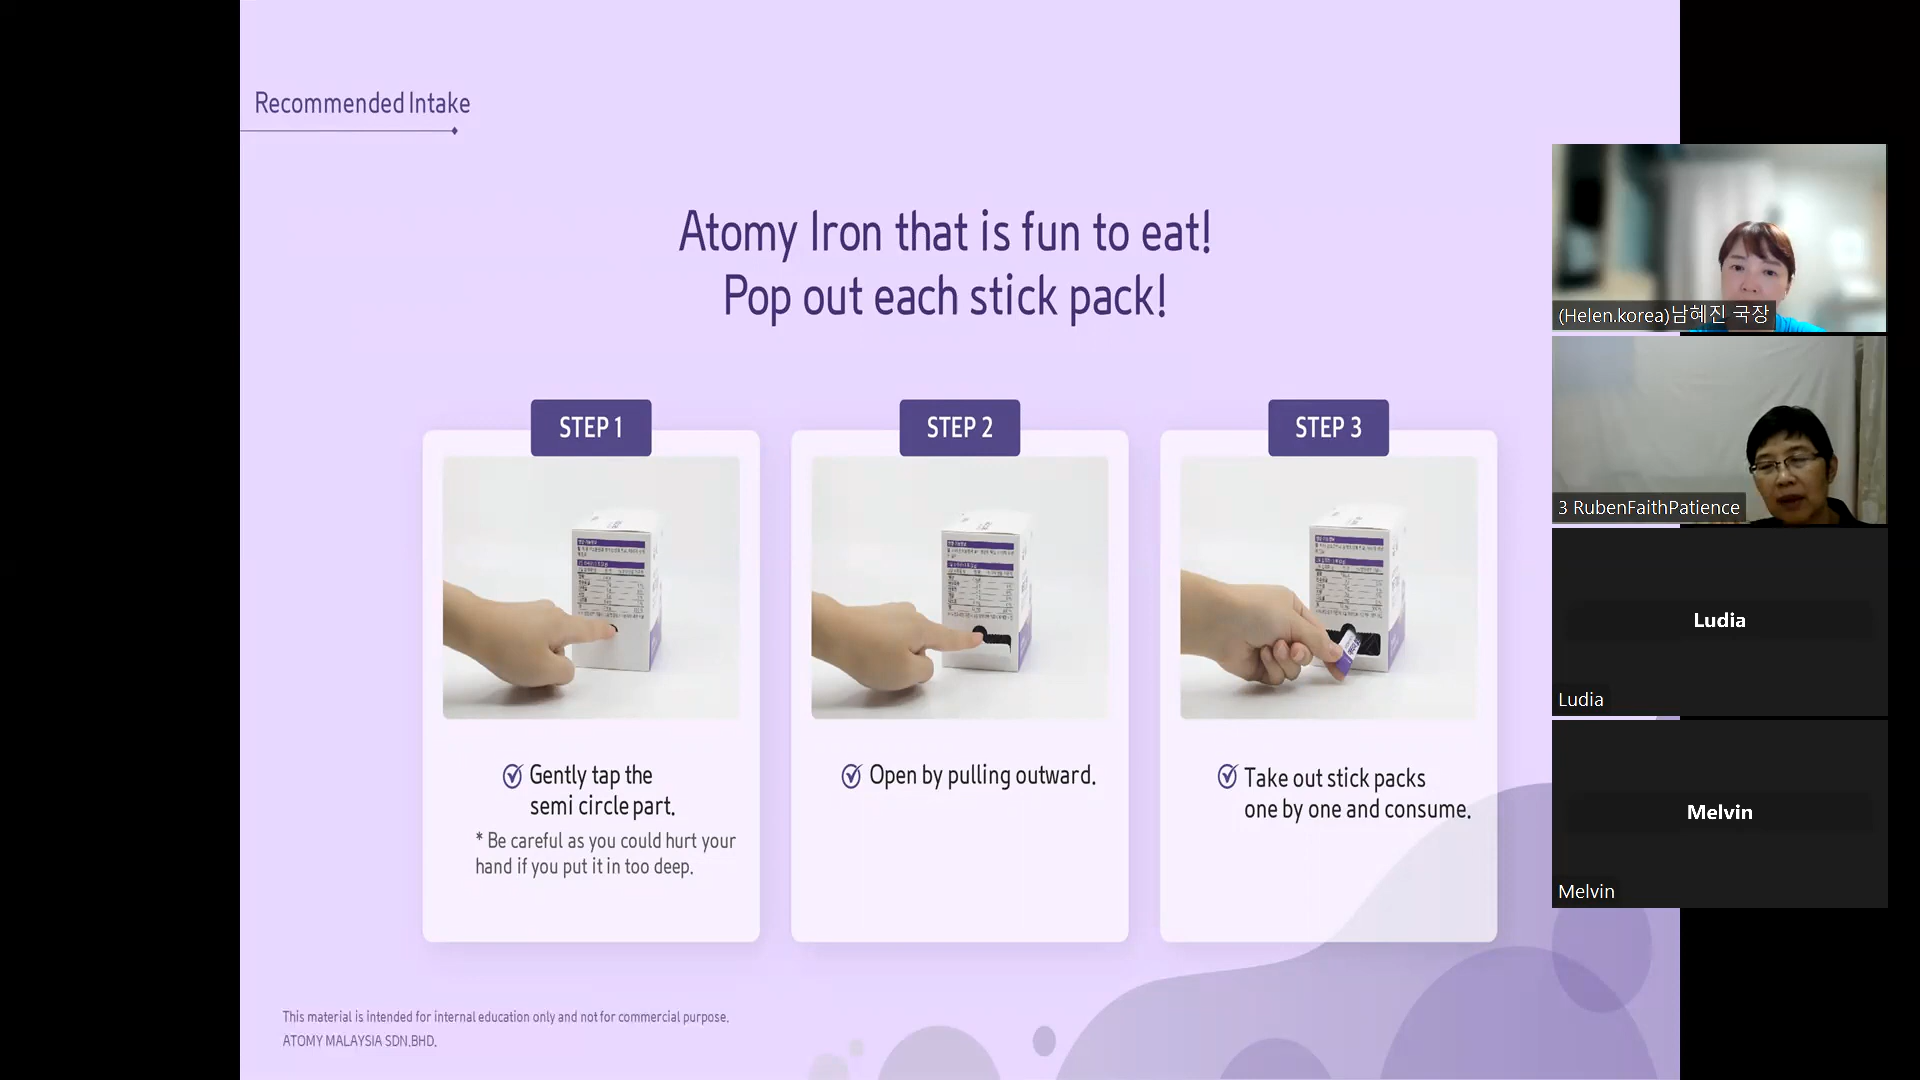 Recommended Intake
Atomy Iron that is fun to eat!
Pop out each stick pack!
STEP 1
STEP 2
STEP 3
Gently tap the
semi circle part.
* Be careful as you could hurt your
hand if you put it in too deep.
Open by pulling outward.
Take out stick packs
one by one and consume.
This material is intended for internal education only and not for commercial purpose.
ATOMY MALAYSIA SDN.BHD.
(Helen.korea)남혜진 국장
3 RubenFaithPatience
Ludia
Ludia
Melvin
Melvin